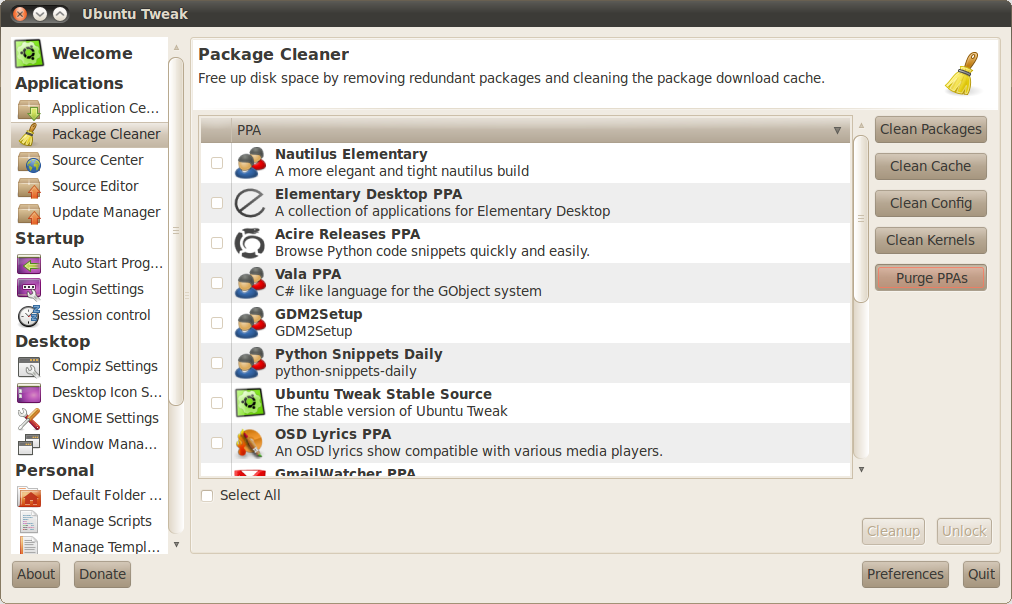 Ubuntu Tweak
Welcome
Applications
Application Ce...
Package Cleaner
Source Center
Source Editor
Update Manager
Startup
Auto Start Prog...
Login Settings
Session control
Desktop
Compiz Settings
Desktop Icon S...
GNOME Settings
Window Mana...
Personal
Default Folder ...
Manage Scripts
Manage Templ...
Package Cleaner
Free up disk space by removing redundant packages and cleaning the package download cache.
PPA
Nautilus Elementary
A more elegant and tight nautilus build
Elementary Desktop PPA
A collection of applications for Elementary Desktop
Acire Releases PPA
Browse Python code snippets quickly and easily.
Vala PPA
C# like language for the GObject system
GDM2Setup
GDM2Setup
Python Snippets Daily
python-snippets-daily
Ubuntu Tweak Stable Source
The stable version of Ubuntu Tweak
OSD Lyrics PPA
An OSD lyrics show compatible with various media players.
GmailWatcher PPA
Select All
Clean Packages
Clean Cache
Clean Config
Clean Kernels
Purge PPAs
Cleanup
Unlock
About
Donate
Preferences
Quit